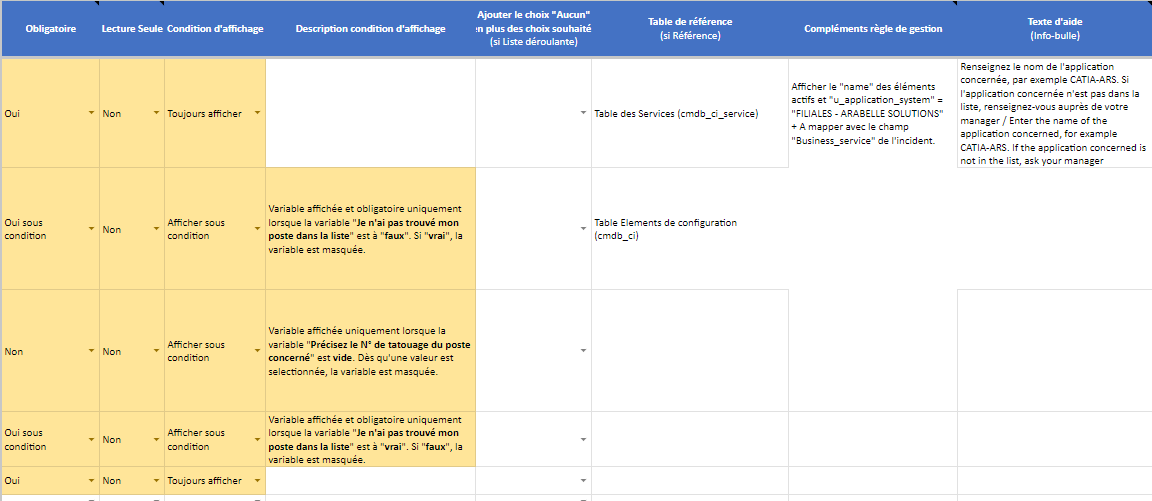 Obligatoire
Lecture Seule
Condition d'affichage
Description condition d'affichage
Ajouter le choix "Aucun"
en plus des choix souhaité
(si Liste déroulante)
Table de référence
(si Référence)
Compléments règle de gestion
Texte d'aide
(Info-bulle)
Oui
Non
Toujours afficher
Table des Services (cmdb_ci_service)
Afficher le "name" des éléments
actifs et "u_application_system" =
"FILIALES - ARABELLE SOLUTIONS"
+ A mapper avec le champ
"Business_service" de l'incident.
Renseignez le nom de l'application
concernée, par exemple CATIA-ARS. Si
l'application concernée n'est pas dans la
liste, renseignez-vous auprès de votre
manager / Enter the name of the
application concerned, for example
CATIA-ARS. If the application concerned is
not in the list, ask your manager
Oui sous
condition
Non
Afficher sous
condition
Variable affichée et obligatoire uniquement
lorsque la variable "Je n'ai pas trouvé mon
poste dans la liste" est à "faux". Si "vrai", la
variable est masquée.
Table Elements de configuration
(cmdb_ci)
Non
Non
Afficher sous
condition
Variable affichée uniquement lorsque la
variable "Précisez le N° de tatouage du poste
concerné" est vide. Dès qu'une valeur est
selectionnée, la variable est masquée.
Oui sous
condition
Non
Afficher sous
condition
Variable affichée et obligatoire uniquement
lorsque la variable "Je n'ai pas trouvé mon
poste dans la liste" est à "vrai". Si "faux", la
variable est masquée.
Oui
Non
Toujours afficher